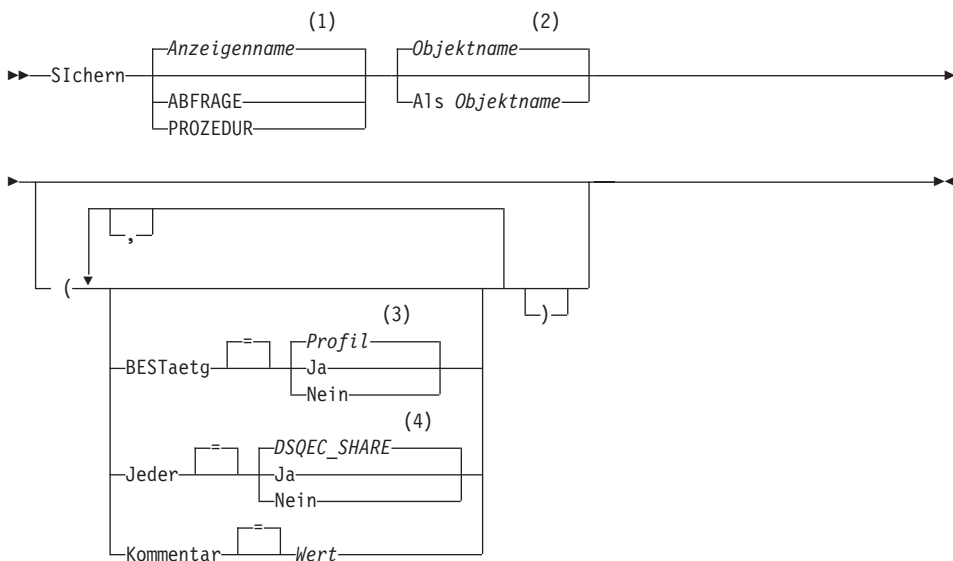 (1) (2)
Anzeigenname Objektname
SIchern
ABFRAGE Als Objektname
PROZEDUR
,
( )
(3)
= Profil
BESTaetg Ja
Nein
(4)
= DSQEC_SHARE
Jeder Ja
Nein
=
Kommentar Wert